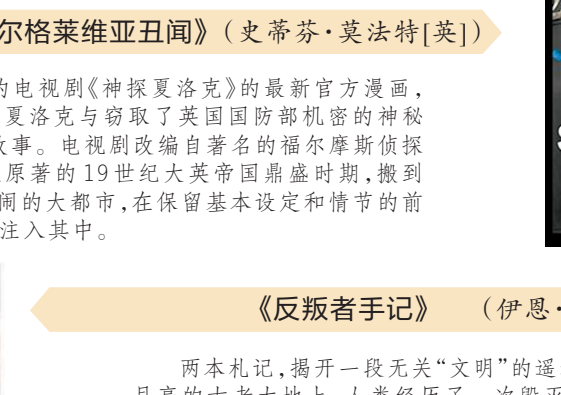 尔格莱维亚丑闻》（史蒂芬·莫法特[英]）
的电视剧《神探夏洛克》的最新官方漫画，
夏洛克与窃取了英国国防部机密的神秘
故事。电视剧改编自著名的福尔摩斯侦探
原著的19世纪大英帝国鼎盛时期，搬到
闹的大都市，在保留基本设定和情节的前
注入其中。
《反叛者手记》 （伊恩·
两本札记，揭开一段无关“文明”的遥